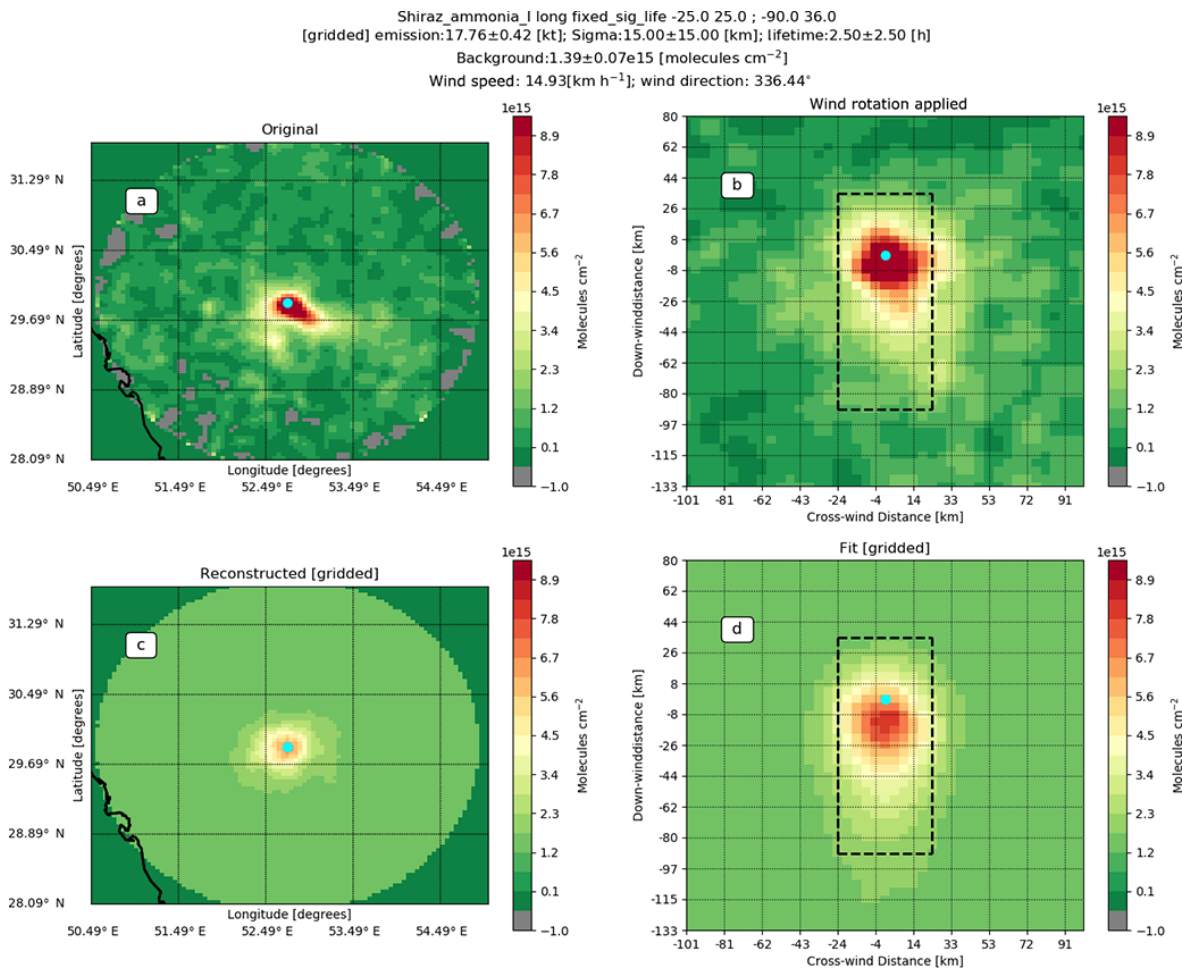 Shiraz_ammonia_I long fixed_sig_life -25.0 25.0 ; -90.0 36.0
[gridded] emission:17.76±0.42 [kt]; Sigma:15.00±15.00 [km]; lifetime:2.50±2.50 [h]
Background:1.39±0.07e15 [molecules cm⁻²]
Wind speed: 14.93[km h⁻¹]; wind direction: 336.44°
Original
1e15
a
31.29° N
30.49° N
29.69° N
28.89° N
28.09° N
Latitude [degrees]
Longitude [degrees]
50.49° E 51.49° E 52.49° E 53.49° E 54.49° E
8.9
7.8
6.7
5.6
4.5
3.4
2.3
1.2
0.1
−1.0
Molecules cm⁻²
Wind rotation applied
1e15
b
80
62
44
26
8
-8
-26
-44
-62
-80
-97
-115
-133
Down-winddistance [km]
-101 -80 -62 -43 -24 -4 14 33 53 72 91
Cross-wind Distance [km]
8.9
7.8
6.7
5.6
4.5
3.4
2.3
1.2
0.1
−1.0
Molecules cm⁻²
Reconstructed [gridded]
1e15
c
31.29° N
30.49° N
29.69° N
28.89° N
28.09° N
Latitude [degrees]
Longitude [degrees]
50.49° E 51.49° E 52.49° E 53.49° E 54.49° E
8.9
7.8
6.7
5.6
4.5
3.4
2.3
1.2
0.1
−1.0
Molecules cm⁻²
Fit [gridded]
1e15
d
80
62
44
26
8
-8
-26
-44
-62
-80
-97
-115
-133
Down-winddistance [km]
-101 -80 -62 -43 -24 -4 14 33 53 72 91
Cross-wind Distance [km]
8.9
7.8
6.7
5.6
4.5
3.4
2.3
1.2
0.1
−1.0
Molecules cm⁻²